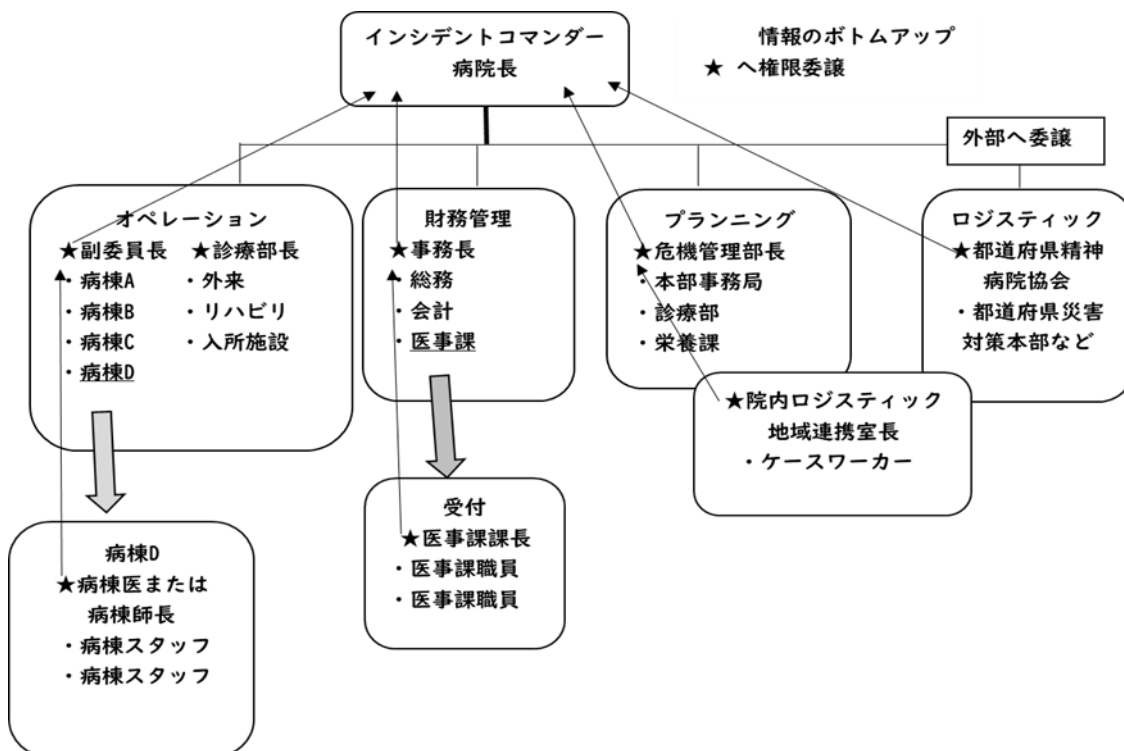 インシデントコマンダー
病院長
情報のボトムアップ
★ へ権限委譲
外部へ委譲
オペレーション
★副委員長 ★診療部長
・病棟A ・外来
・病棟B ・リハビリ
・病棟C ・入所施設
・病棟D
財務管理
★事務長
・総務
・会計
・医事課
プランニング
★危機管理部長
・本部事務局
・診療部
・栄養課
ロジスティック
★都道府県精神
病院協会
・都道府県災害
対策本部など
★院内ロジスティック
地域連携室長
・ケースワーカー
病棟D
★病棟医または
病棟師長
・病棟スタッフ
・病棟スタッフ
受付
★医事課課長
・医事課職員
・医事課職員